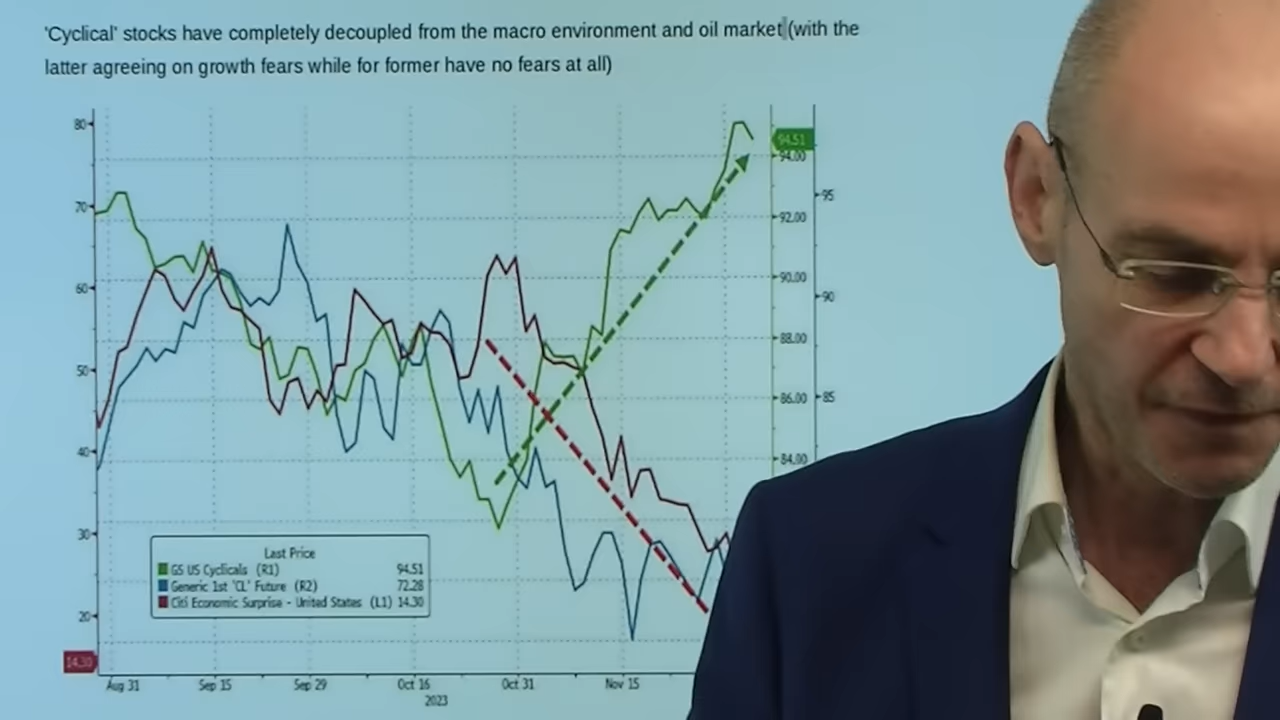 'Cyclical' stocks have completely decoupled from the macro environment and oil market (with the
latter agreeing on growth fears while for former have no fears at all)
80
70
60
50
40
30
20
14.30
94.51
94.00
92.00
90.00
88.00
86.00
84.00
95
90
85
Last Price
GS US Cyclicals (R1) 94.51
Generic 1st 'CL' Future (R2) 72.28
Citi Economic Surprise - United States (L1) 14.30
Aug 31 Sep 15 Sep 29 Oct 16 Oct 31 Nov 15
2023